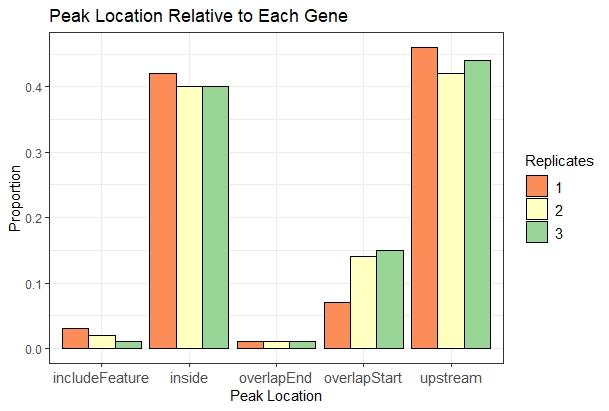 Peak Location Relative to Each Gene
Proportion
0.4
0.3
0.2
0.1
0.0
includeFeature inside overlapEnd overlapStart upstream
Peak Location
Replicates
1
2
3